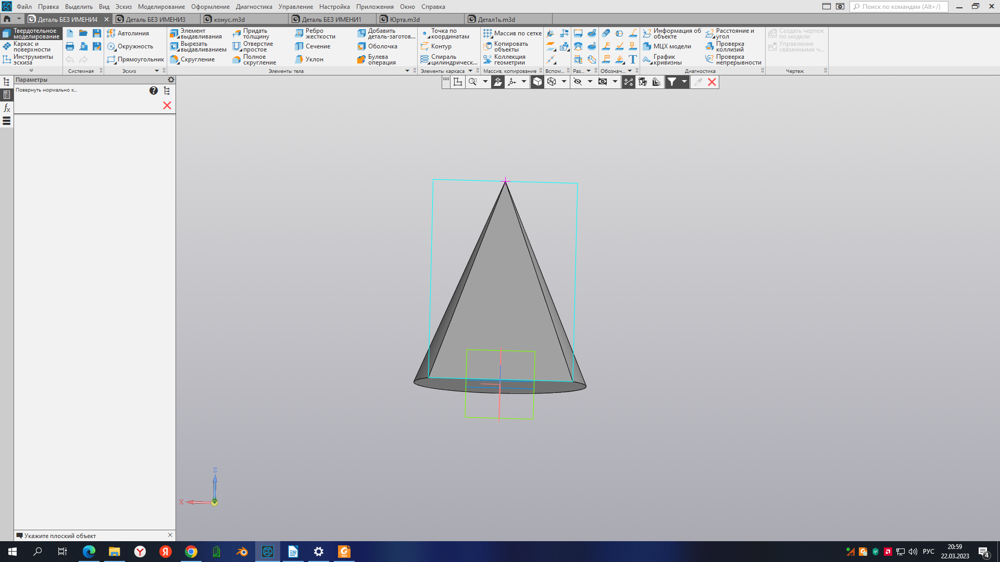 Файл Правка Выделить Вид Эскиз Моделирование Оформление Диагностика Управление Настройка Приложения Окно Справка
Поиск по командам (Alt+/)
Деталь БЕЗ ИМЕНИ4
Деталь БЕЗ ИМЕНИ3
конус.m3d
Деталь БЕЗ ИМЕНИ1
Юрта.m3d
Детал1ь.m3d
Твердотельное
моделирование
Каркас и
поверхности
Инструменты
эскиза
Системная
Автолиния
Окружность
Прямоугольник
Эскиз
Элемент
выдавливания
Вырезать
выдавливанием
Скругление
Придать
толщину
Отверстие
простое
Полное
скругление
Ребро
жесткости
Сечение
Уклон
Добавить
деталь-заготов...
Оболочка
Булева
операция
Элементы тела
Точка по
координатам
Контур
Спираль
цилиндрическ...
Элементы каркаса
Массив по сетке
Копировать
объекты
Коллекция
геометрии
Массив, копирование
Вспом...
Раз...
Обознач...
Информация об
объекте
МЦХ модели
График
кривизны
Расстояние и
угол
Проверка
коллизий
Проверка
непрерывности
Диагностика
Создать чертеж
по модели
Управление
связанными ч...
Чертеж
Параметры
Повернуть нормально к...
Z
X
Укажите плоский объект
РУС
20:59
22.03.2023
4